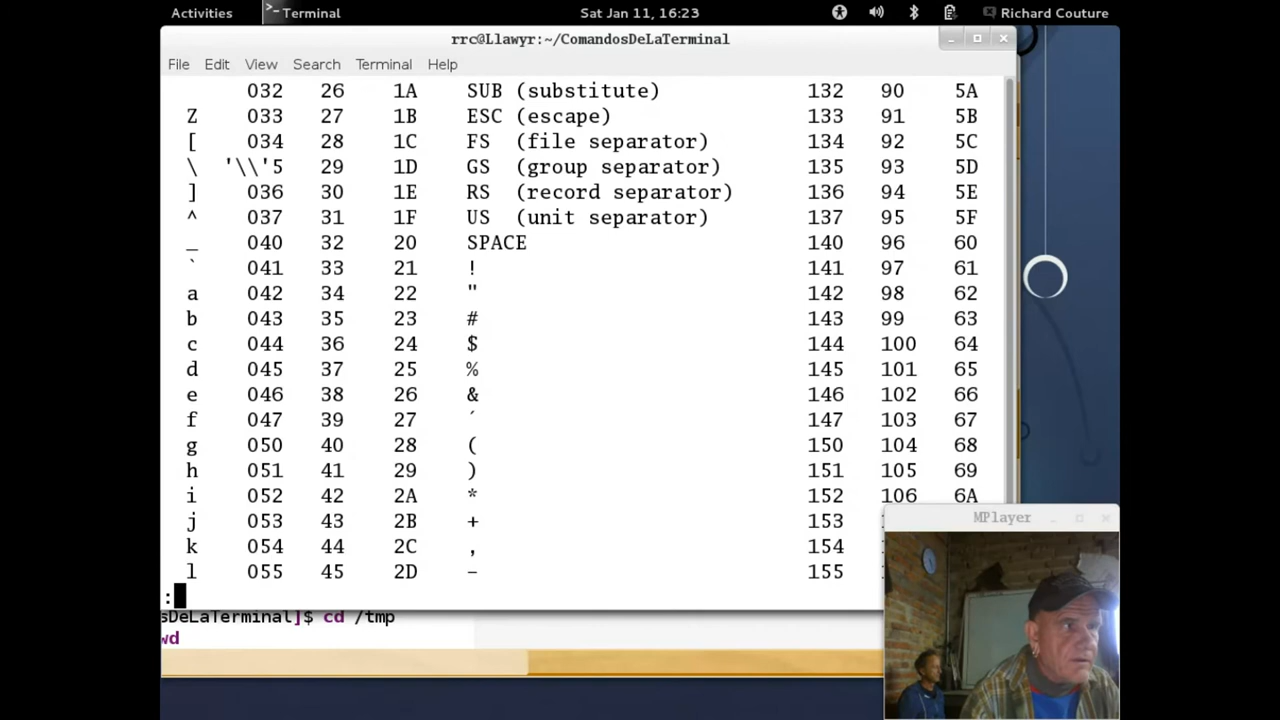 Activities >- Terminal Sat Jan 11, 16:23 Richard Couture
rrc@Llawyr:~/ComandosDeLaTerminal
File Edit View Search Terminal Help
032 26 1A SUB (substitute) 132 90 5A
Z 033 27 1B ESC (escape) 133 91 5B
[ 034 28 1C FS (file separator) 134 92 5C
\ '\\'5 29 1D GS (group separator) 135 93 5D
] 036 30 1E RS (record separator) 136 94 5E
^ 037 31 1F US (unit separator) 137 95 5F
_ 040 32 20 SPACE 140 96 60
` 041 33 21 ! 141 97 61
a 042 34 22 " 142 98 62
b 043 35 23 # 143 99 63
c 044 36 24 $ 144 100 64
d 045 37 25 % 145 101 65
e 046 38 26 & 146 102 66
f 047 39 27 ´ 147 103 67
g 050 40 28 ( 150 104 68
h 051 41 29 ) 151 105 69
i 052 42 2A * 152 106 6A
j 053 43 2B + 153
k 054 44 2C , 154
l 055 45 2D - 155
:
MPlayer
sDeLaTerminal]$ cd /tmp
wd